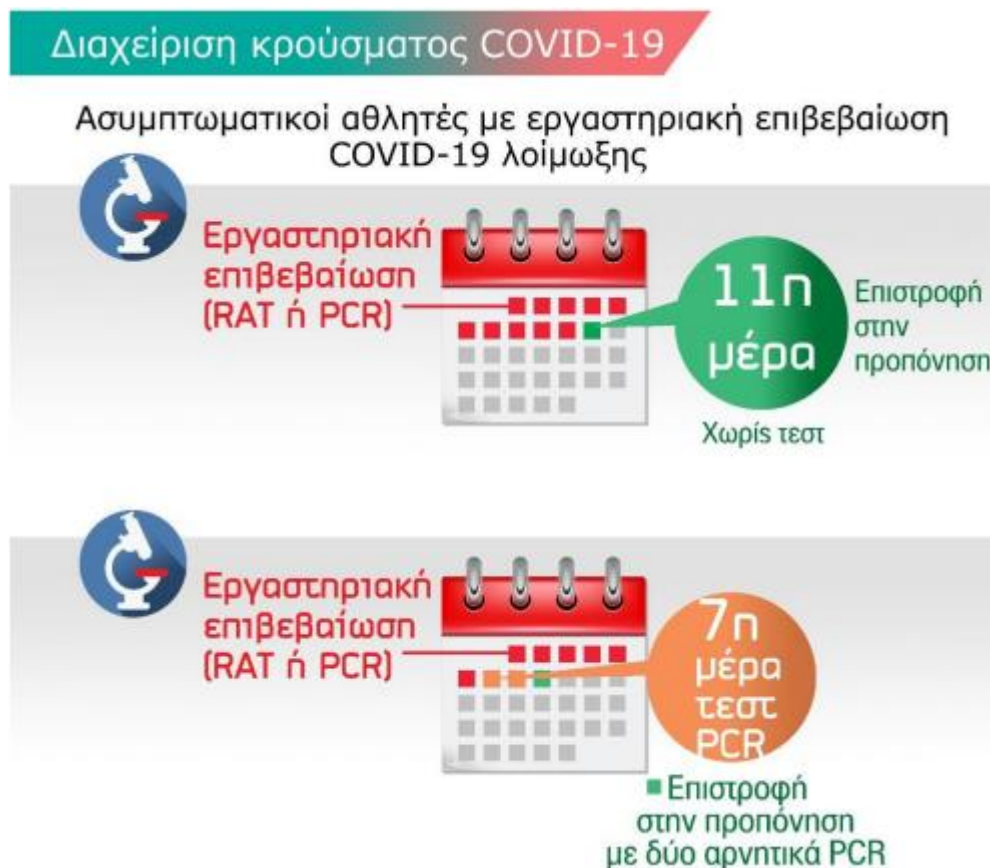 Διαχείριση κρούσματος COVID-19
Ασυμπτωματικοί αθλητές με εργαστηριακή επιβεβαίωση
COVID-19 λοίμωξης
Εργαστηριακή
επιβεβαίωση
(RAT ή PCR)
11η
μέρα
Επιστροφή
στην
προπόνηση
Χωρίς τεστ
Εργαστηριακή
επιβεβαίωση
(RAT ή PCR)
7η
μέρα
τεστ
PCR
Επιστροφή
στην προπόνηση
με δύο αρνητικά PCR